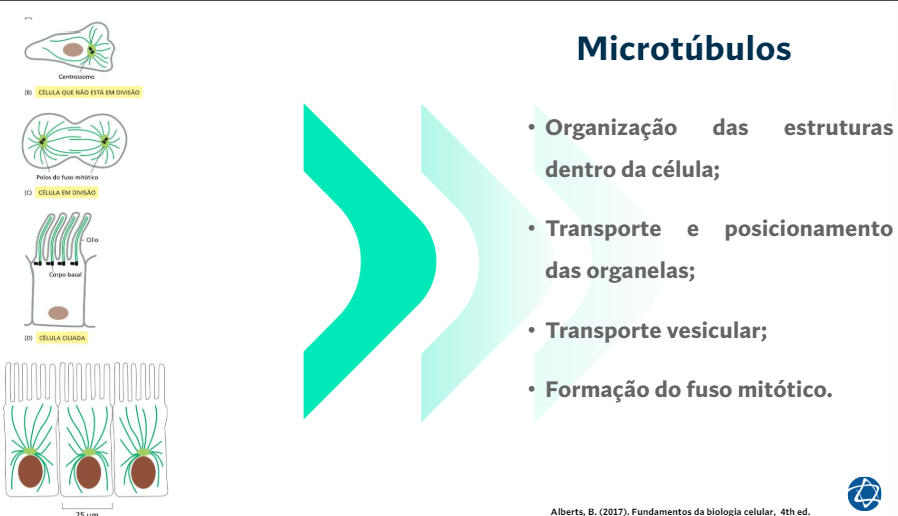 Microtúbulos
Centrossomo
(B) CÉLULA QUE NÃO ESTÁ EM DIVISÃO
Polos do fuso mitótico
(C) CÉLULA EM DIVISÃO
Cílio
Corpo basal
(D) CÉLULA CILIADA
25 µm
• Organização das estruturas
dentro da célula;
• Transporte e posicionamento
das organelas;
• Transporte vesicular;
• Formação do fuso mitótico.
Alberts, B. (2017). Fundamentos da biologia celular, 4th ed.